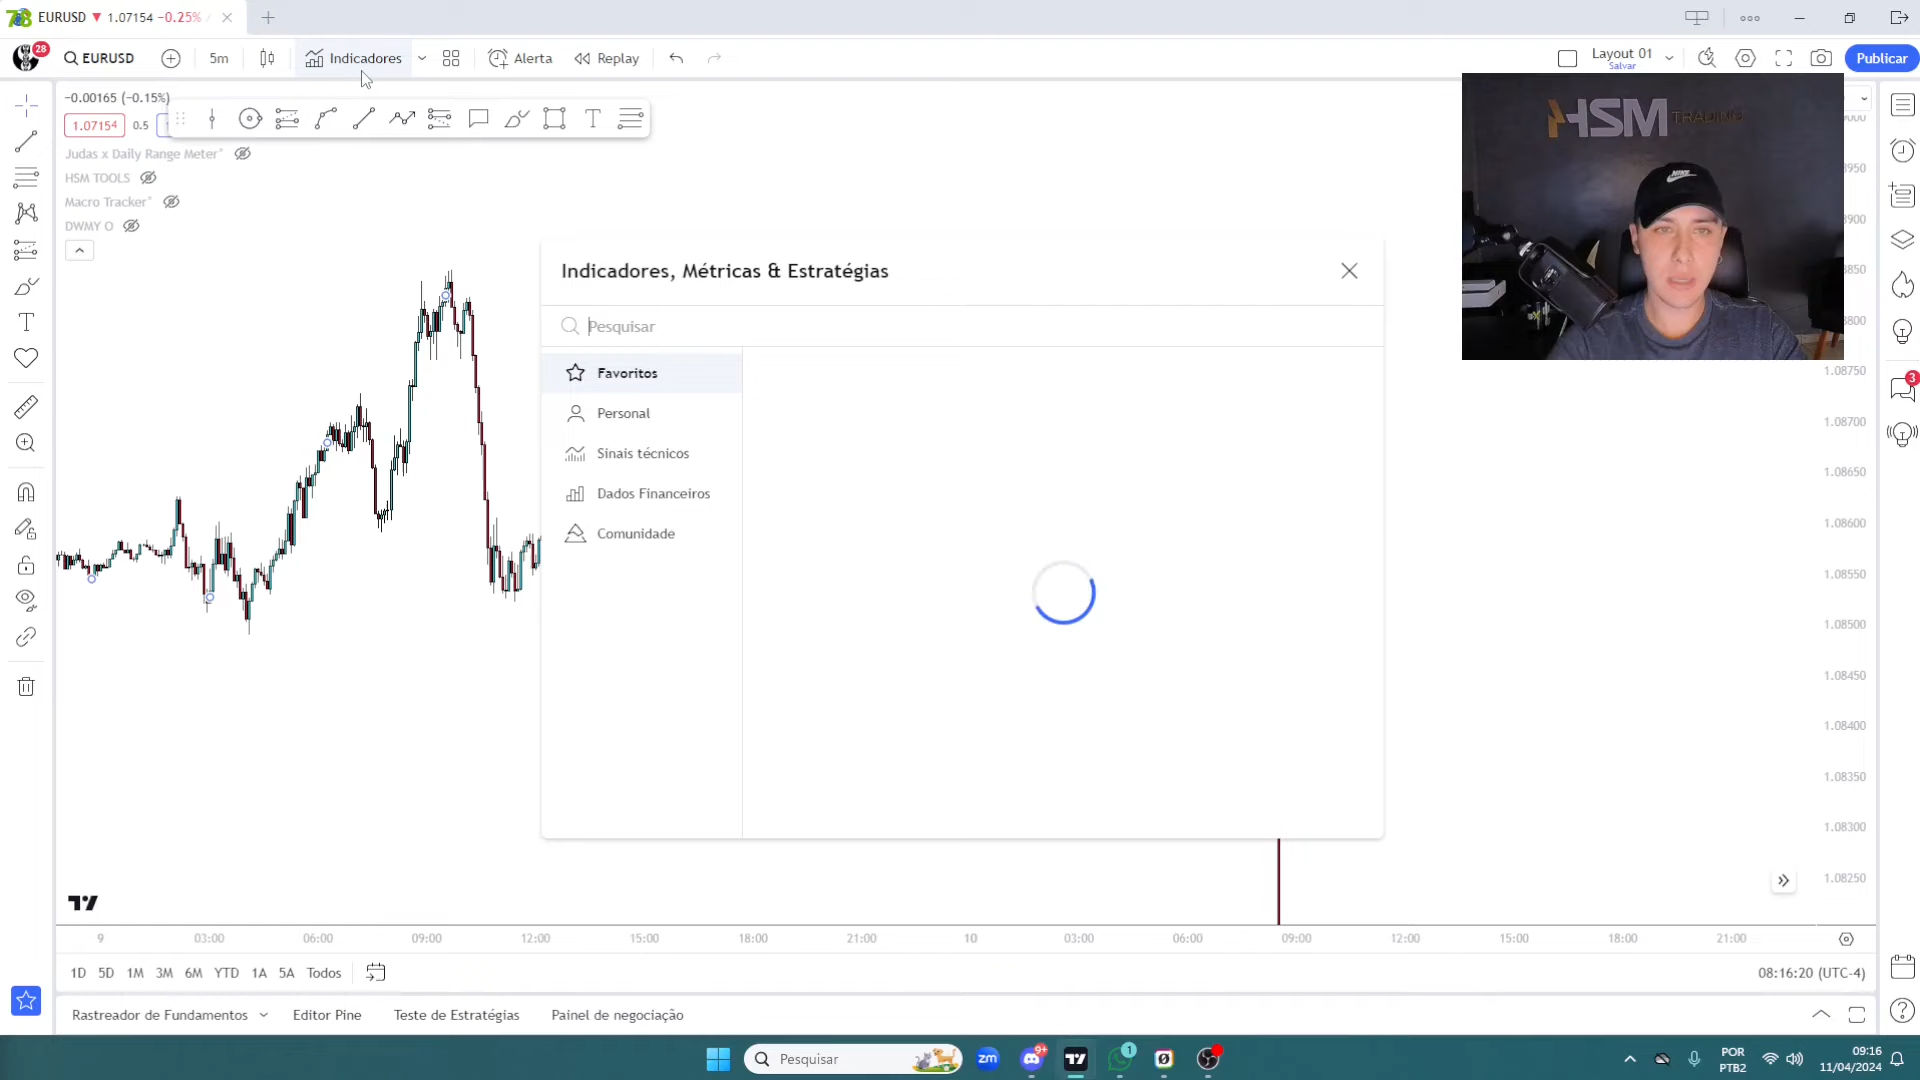 EURUSD ▼ 1.07154 −0.25% /
28
EURUSD
5m
Indicadores
Alerta
Replay
Layout 01
Salvar
Publicar
−0.00165 (−0.15%)
1.07154
0.5
Judas x Daily Range Meter°
HSM TOOLS
Macro Tracker°
DWMY O
HSM TRADING
Indicadores, Métricas & Estratégias
Pesquisar
Favoritos
Personal
Sinais técnicos
Dados Financeiros
Comunidade
1.08750
1.08700
1.08650
1.08600
1.08550
1.08500
1.08450
1.08400
1.08350
1.08300
1.08250
3
9 03:00 06:00 09:00 12:00 15:00 18:00 21:00 10 03:00 06:00 09:00 12:00 15:00 18:00 21:00
1D 5D 1M 3M 6M YTD 1A 5A Todos
08:16:20 (UTC-4)
Rastreador de Fundamentos
Editor Pine
Teste de Estratégias
Painel de negociação
Pesquisar
zm
9+
1
POR
PTB2
09:16
11/04/2024